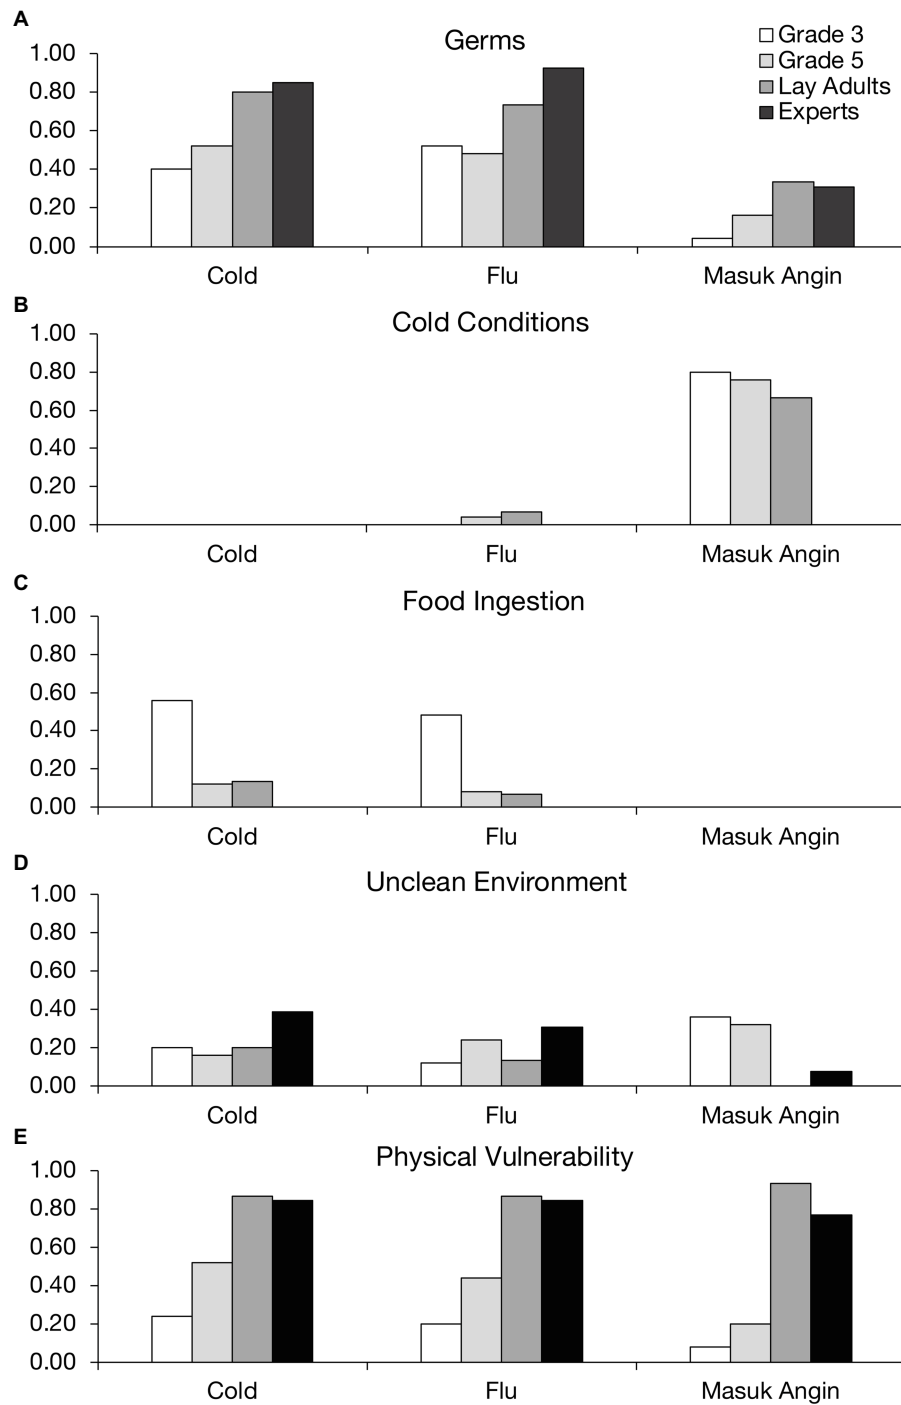 A
Germs
Grade 3
Grade 5
Lay Adults
Experts
1.00
0.80
0.60
0.40
0.20
0.00
Cold Flu Masuk Angin
B
Cold Conditions
1.00
0.80
0.60
0.40
0.20
0.00
Cold Flu Masuk Angin
C
Food Ingestion
1.00
0.80
0.60
0.40
0.20
0.00
Cold Flu Masuk Angin
D
Unclean Environment
1.00
0.80
0.60
0.40
0.20
0.00
Cold Flu Masuk Angin
E
Physical Vulnerability
1.00
0.80
0.60
0.40
0.20
0.00
Cold Flu Masuk Angin